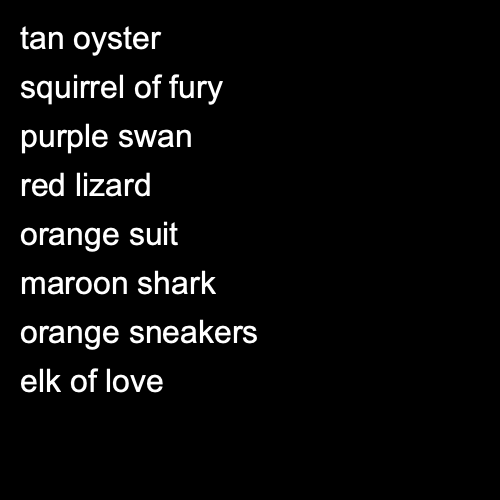 tan oyster
squirrel of fury
purple swan
red lizard
orange suit
maroon shark
orange sneakers
elk of love